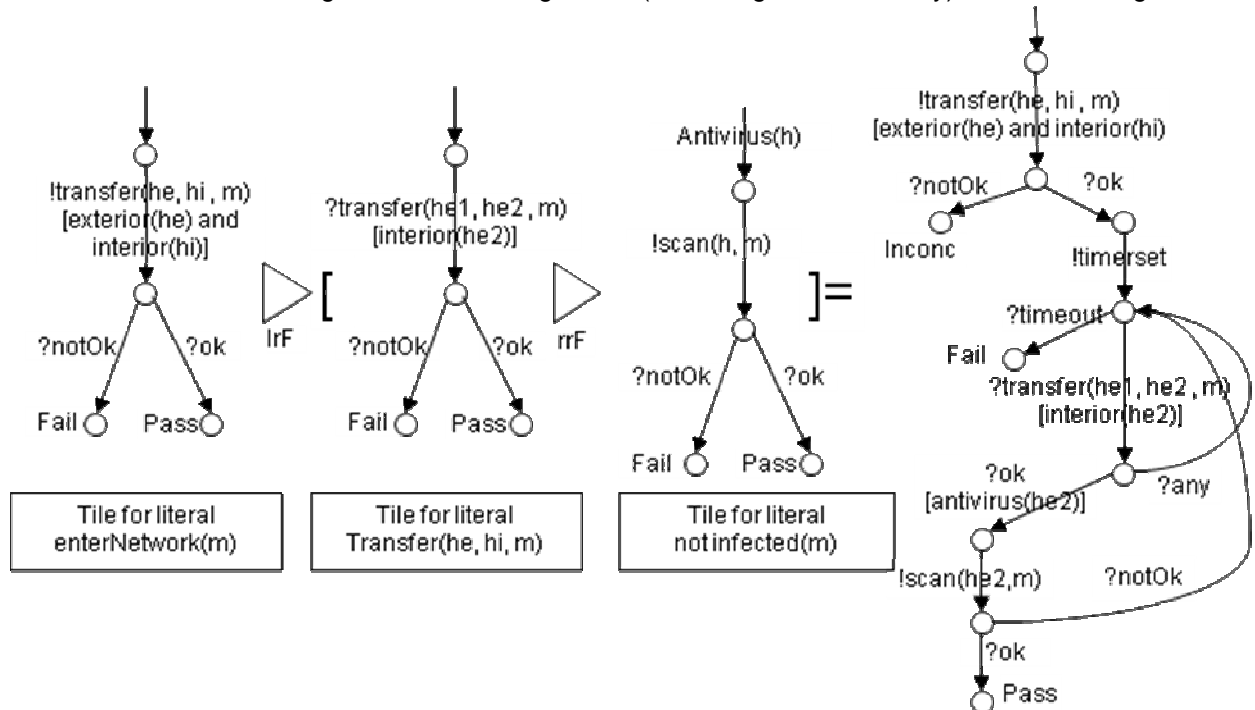 !transfer(he, hi, m)
[exterior(he) and
interior(hi)]
?notOk
?ok
Fail
Pass
Tile for literal
enterNetwork(m)
lrF
[
?transfer(he1, he2, m)
[interior(he2)]
?notOk
?ok
Fail
Pass
Tile for literal
Transfer(he, hi, m)
rrF
Antivirus(h)
!scan(h, m)
?notOk
?ok
Fail
Pass
Tile for literal
not infected(m)
]=
!transfer(he, hi, m)
[exterior(he) and interior(hi)
?notOk
?ok
Inconc
!timerset
?timeout
Fail
?transfer(he1, he2, m)
[interior(he2)]
?ok
[antivirus(he2)]
?any
!scan(he2,m)
?notOk
?ok
Pass